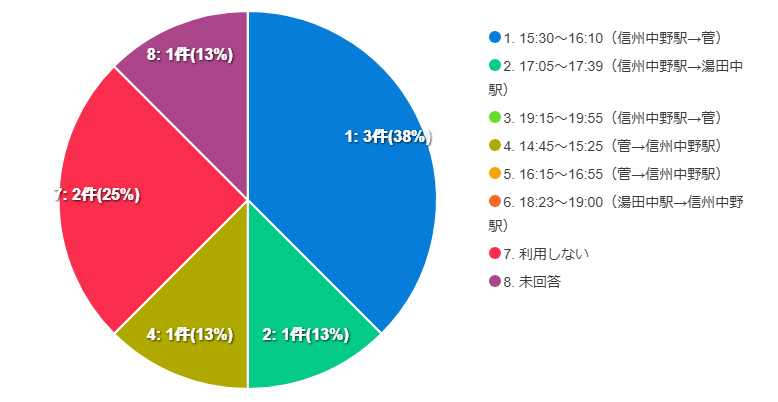 8: 1件(13%)
1: 3件(38%)
7: 2件(25%)
4: 1件(13%)
2: 1件(13%)
1. 15:30〜16:10（信州中野駅→菅）
2. 17:05〜17:39（信州中野駅→湯田中
駅）
3. 19:15〜19:55（信州中野駅→菅）
4. 14:45〜15:25（菅→信州中野駅）
5. 16:15〜16:55（菅→信州中野駅）
6. 18:23〜19:00（湯田中駅→信州中野
駅）
7. 利用しない
8. 未回答